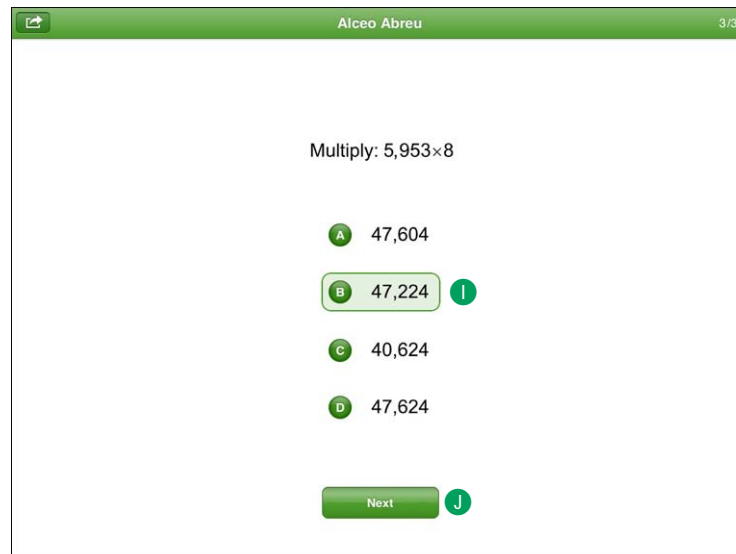 Alceo Abreu 3/3
Multiply: 5,953×8
A 47,604
B 47,224 I
C 40,624
D 47,624
Next J